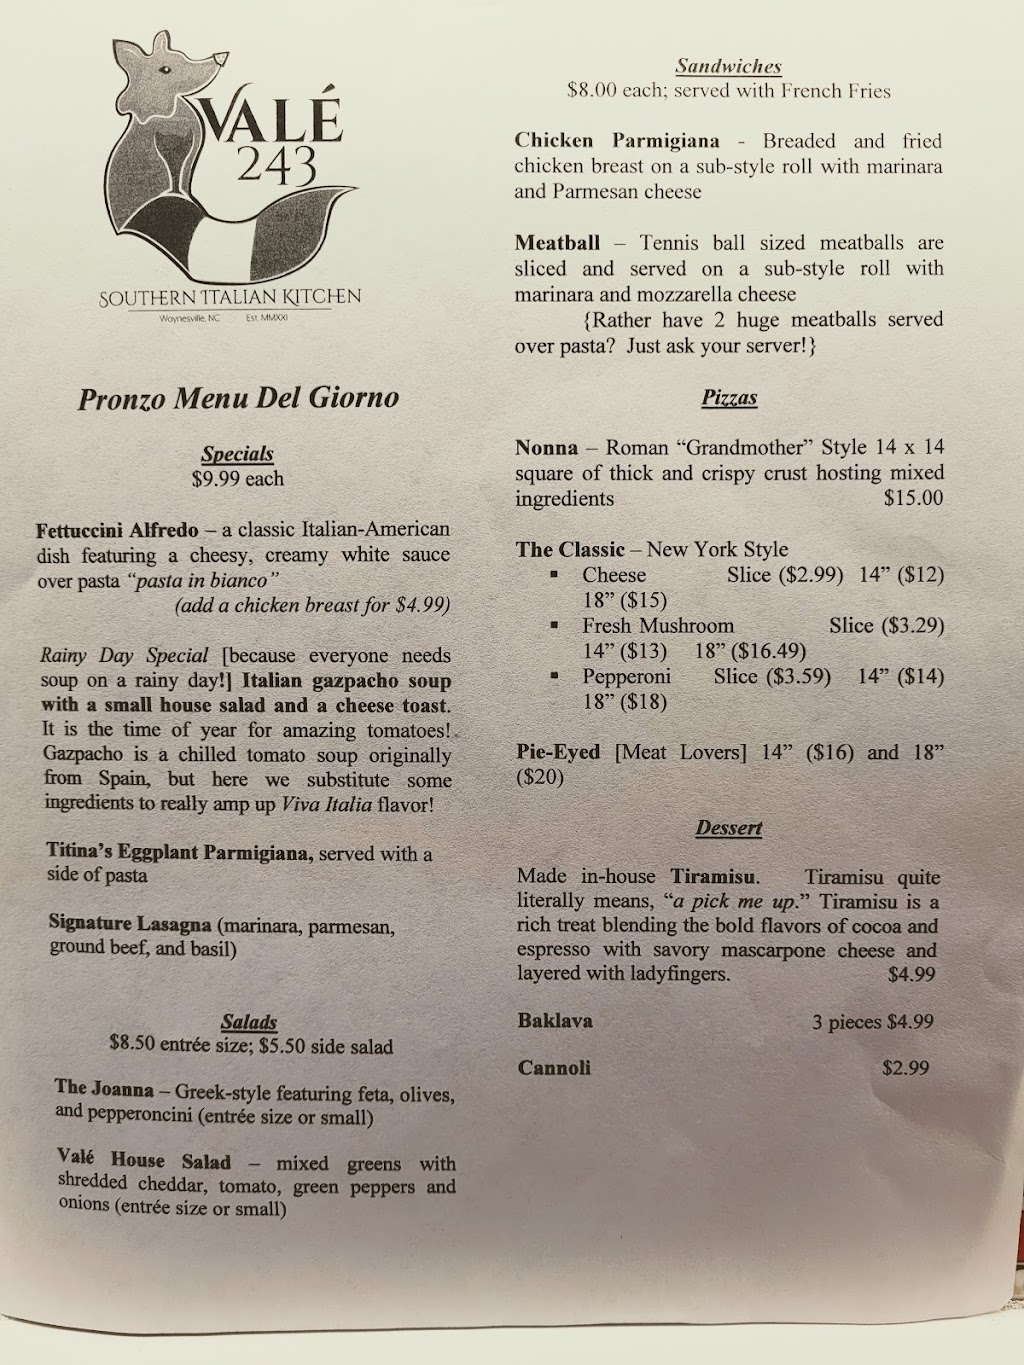 VALÉ
243
SOUTHERN ITALIAN KITCHEN
Waynesville, NC Est. MMXXI
Pronzo Menu Del Giorno
Specials
$9.99 each
Fettuccini Alfredo – a classic Italian-American
dish featuring a cheesy, creamy white sauce
over pasta “pasta in bianco”
(add a chicken breast for $4.99)
Rainy Day Special [because everyone needs
soup on a rainy day!] Italian gazpacho soup
with a small house salad and a cheese toast.
It is the time of year for amazing tomatoes!
Gazpacho is a chilled tomato soup originally
from Spain, but here we substitute some
ingredients to really amp up Viva Italia flavor!
Titina’s Eggplant Parmigiana, served with a
side of pasta
Signature Lasagna (marinara, parmesan,
ground beef, and basil)
Salads
$8.50 entrée size; $5.50 side salad
The Joanna – Greek-style featuring feta, olives,
and pepperoncini (entrée size or small)
Valé House Salad – mixed greens with
shredded cheddar, tomato, green peppers and
onions (entrée size or small)
Sandwiches
$8.00 each; served with French Fries
Chicken Parmigiana - Breaded and fried
chicken breast on a sub-style roll with marinara
and Parmesan cheese
Meatball – Tennis ball sized meatballs are
sliced and served on a sub-style roll with
marinara and mozzarella cheese
{Rather have 2 huge meatballs served
over pasta? Just ask your server!}
Pizzas
Nonna – Roman “Grandmother” Style 14 x 14
square of thick and crispy crust hosting mixed
ingredients $15.00
The Classic – New York Style
▪ Cheese Slice ($2.99) 14” ($12)
18” ($15)
▪ Fresh Mushroom Slice ($3.29)
14” ($13) 18” ($16.49)
▪ Pepperoni Slice ($3.59) 14” ($14)
18” ($18)
Pie-Eyed [Meat Lovers] 14” ($16) and 18”
($20)
Dessert
Made in-house Tiramisu. Tiramisu quite
literally means, “a pick me up.” Tiramisu is a
rich treat blending the bold flavors of cocoa and
espresso with savory mascarpone cheese and
layered with ladyfingers. $4.99
Baklava 3 pieces $4.99
Cannoli $2.99